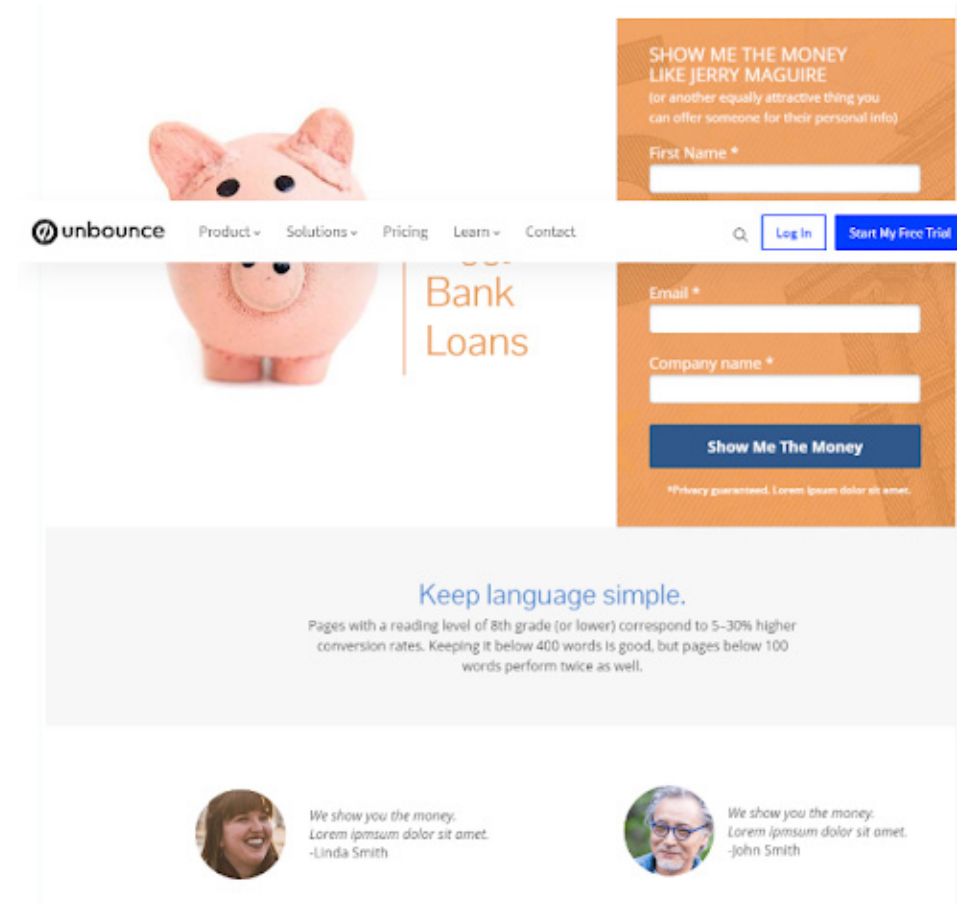 SHOW ME THE MONEY
LIKE JERRY MAGUIRE
(or another equally attractive thing you
can offer someone for their personal info)
First Name *
unbounce
Product
Solutions
Pricing
Learn
Contact
Log In
Start My Free Trial
Bank
Loans
Email *
Company name *
Show Me The Money
*Privacy guaranteed. Lorem ipsum dolor sit amet.
Keep language simple.
Pages with a reading level of 8th grade (or lower) correspond to 5–30% higher
conversion rates. Keeping it below 400 words is good, but pages below 100
words perform twice as well.
We show you the money.
Lorem ipmsum dolor sit amet.
-Linda Smith
We show you the money.
Lorem ipmsum dolor sit amet.
-John Smith